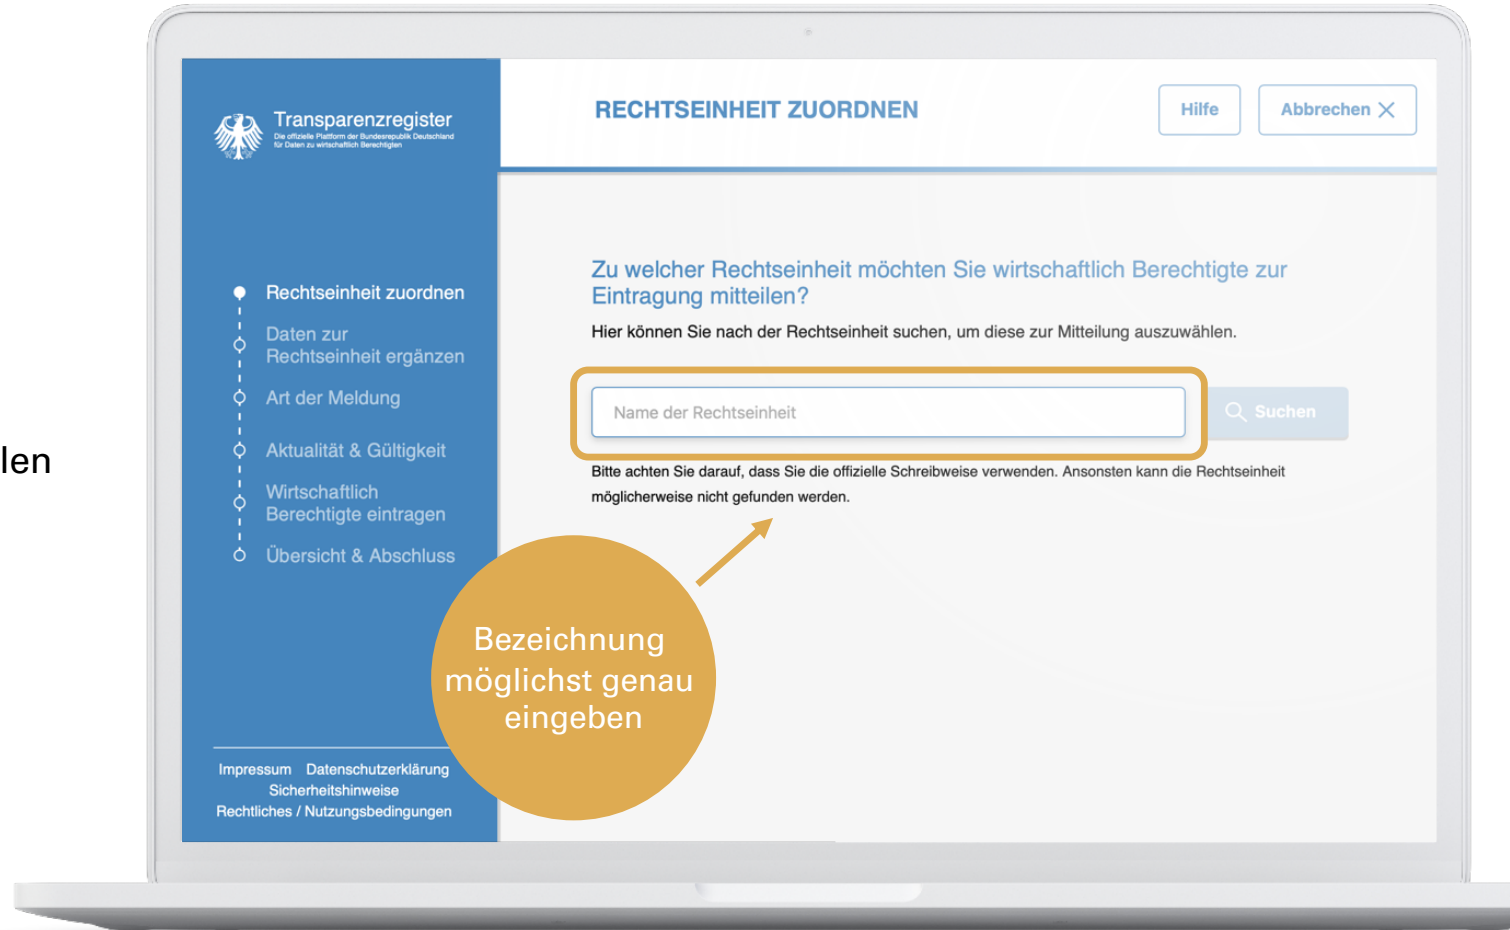 Transparenzregister
Die offizielle Plattform der Bundesrepublik Deutschland
für Daten zu wirtschaftlich Berechtigten
RECHTSEINHEIT ZUORDNEN
Hilfe
Abbrechen
Rechtseinheit zuordnen
Daten zur
Rechtseinheit ergänzen
Art der Meldung
Aktualität & Gültigkeit
Wirtschaftlich
Berechtigte eintragen
Übersicht & Abschluss
Zu welcher Rechtseinheit möchten Sie wirtschaftlich Berechtigte zur
Eintragung mitteilen?
Hier können Sie nach der Rechtseinheit suchen, um diese zur Mitteilung auszuwählen.
Name der Rechtseinheit
Suchen
Bitte achten Sie darauf, dass Sie die offizielle Schreibweise verwenden. Ansonsten kann die Rechtseinheit
möglicherweise nicht gefunden werden.
len
Bezeichnung
möglichst genau
eingeben
Impressum Datenschutzerklärung
Sicherheitshinweise
Rechtliches / Nutzungsbedingungen